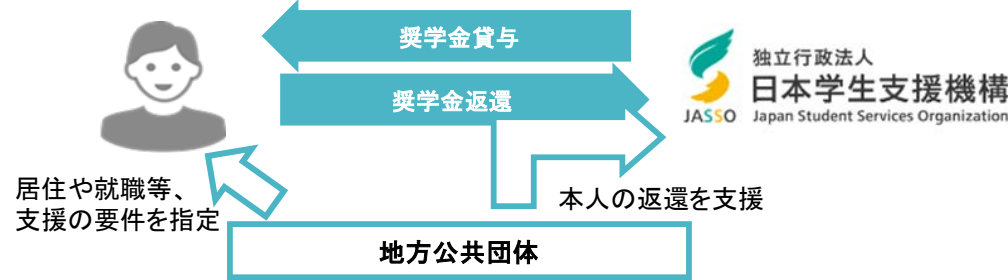 奨学金貸与
奨学金返還
独立行政法人
日本学生支援機構
JASSO Japan Student Services Organization
居住や就職等、
支援の要件を指定
本人の返還を支援
地方公共団体